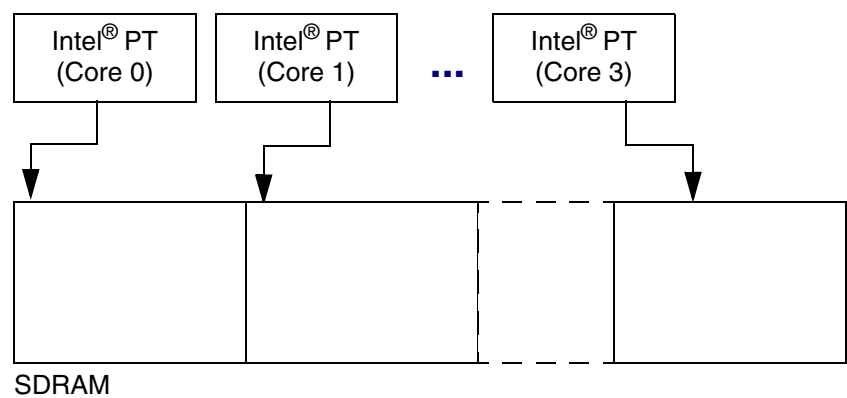 Intel® PT
(Core 0)
Intel® PT
(Core 1)
...
Intel® PT
(Core 3)
SDRAM